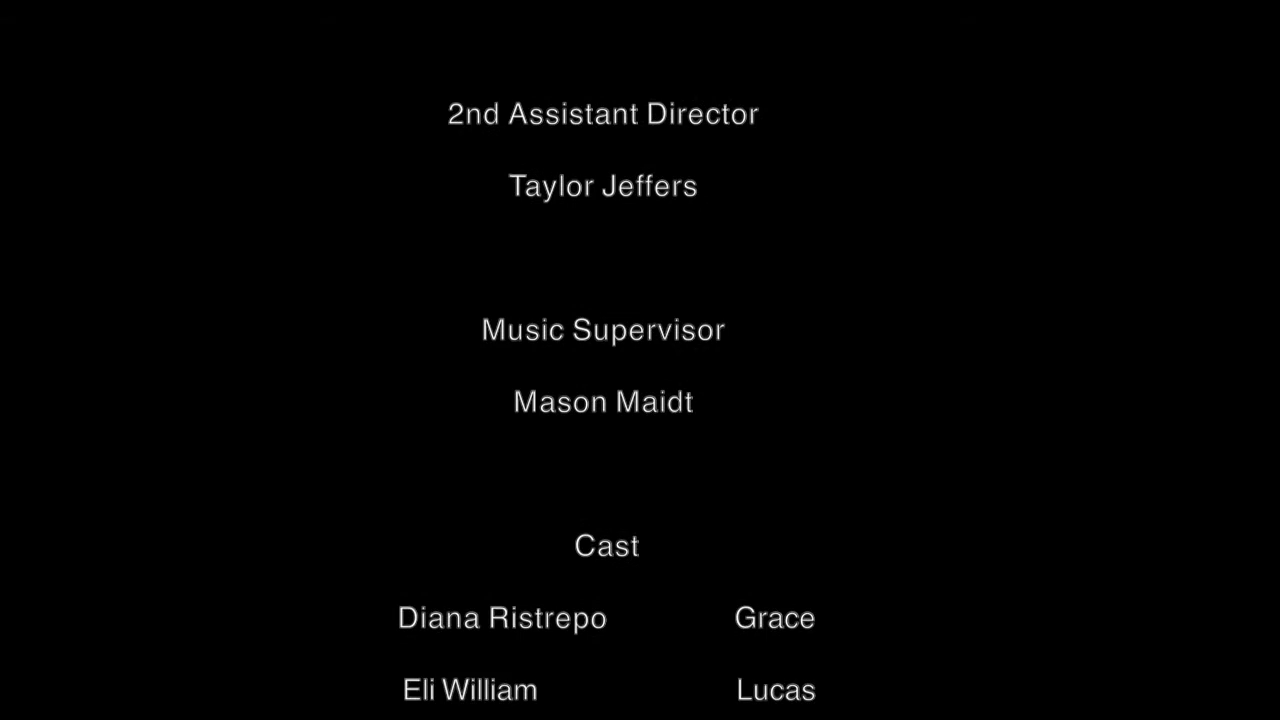 2nd Assistant Director
Taylor Jeffers
Music Supervisor
Mason Maidt
Cast
Diana Ristrepo Grace
Eli William Lucas